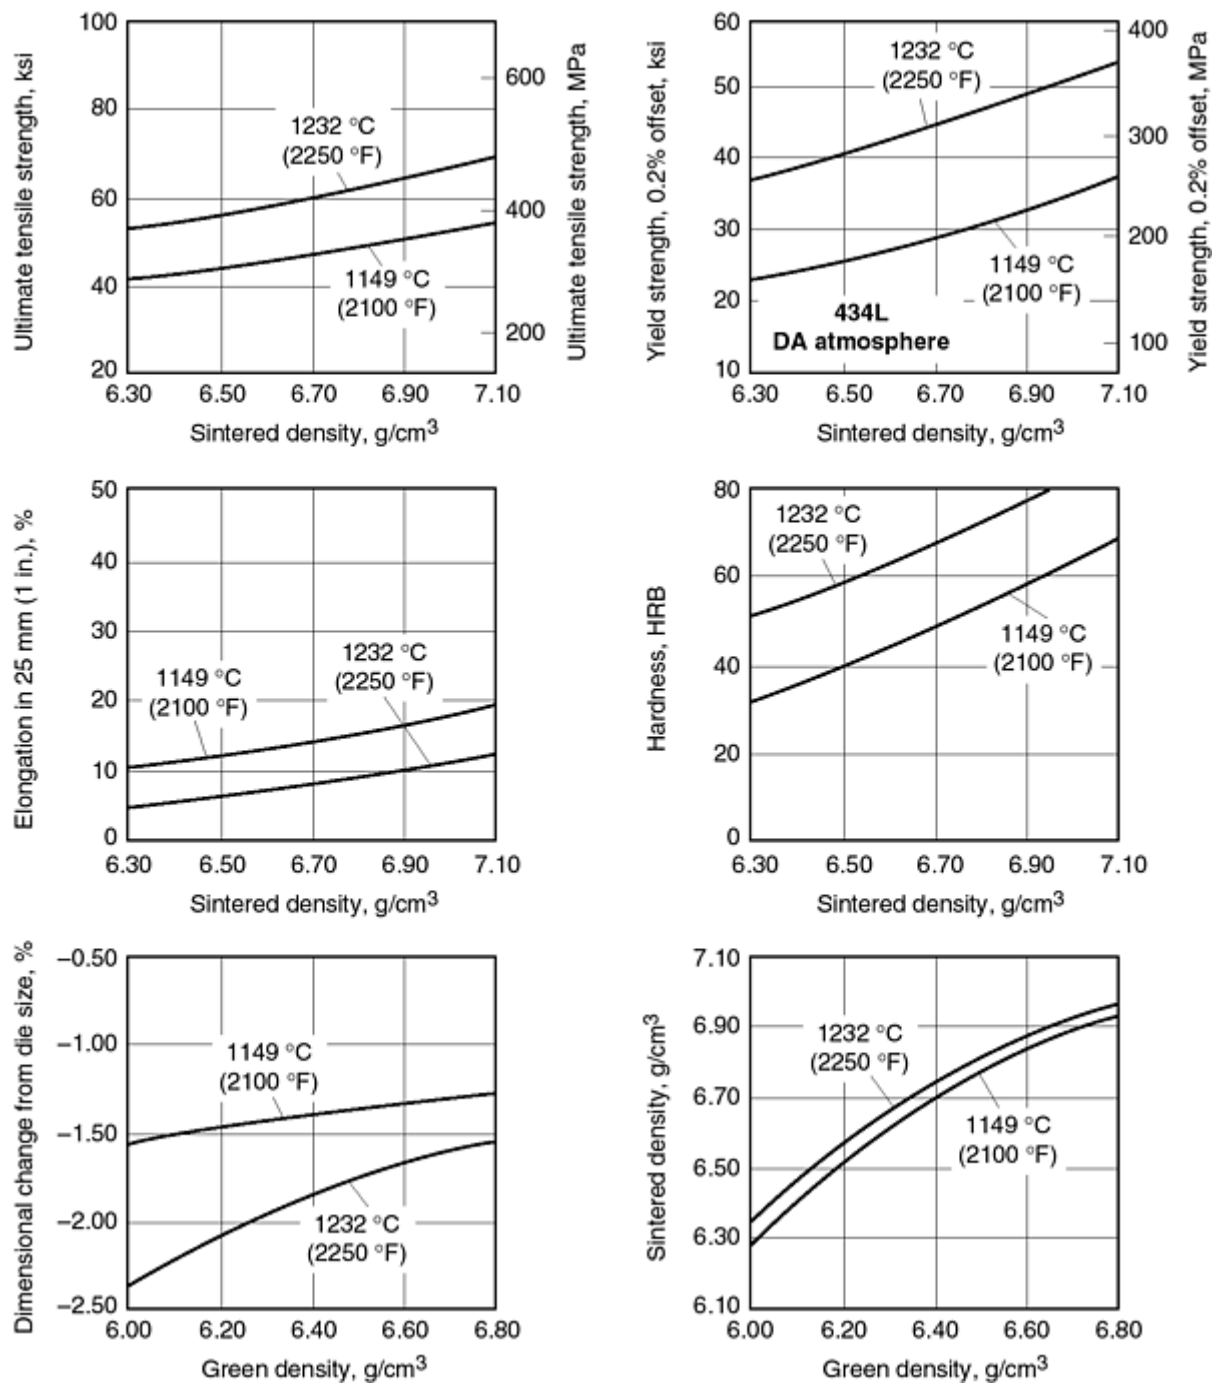 100
80
60
40
20
Ultimate tensile strength, ksi
1232 °C
(2250 °F)
1149 °C
(2100 °F)
600
400
200
Ultimate tensile strength, MPa
6.30 6.50 6.70 6.90 7.10
Sintered density, g/cm³
60
50
40
30
20
10
Yield strength, 0.2% offset, ksi
1232 °C
(2250 °F)
1149 °C
(2100 °F)
434L
DA atmosphere
400
300
200
100
Yield strength, 0.2% offset, MPa
6.30 6.50 6.70 6.90 7.10
Sintered density, g/cm³
50
40
30
20
10
0
Elongation in 25 mm (1 in.), %
1149 °C
(2100 °F)
1232 °C
(2250 °F)
6.30 6.50 6.70 6.90 7.10
Sintered density, g/cm³
80
60
40
20
0
Hardness, HRB
1232 °C
(2250 °F)
1149 °C
(2100 °F)
6.30 6.50 6.70 6.90 7.10
Sintered density, g/cm³
–0.50
–1.00
–1.50
–2.00
–2.50
Dimensional change from die size, %
1149 °C
(2100 °F)
1232 °C
(2250 °F)
6.00 6.20 6.40 6.60 6.80
Green density, g/cm³
7.10
6.90
6.70
6.50
6.30
6.10
Sintered density, g/cm³
1232 °C
(2250 °F)
1149 °C
(2100 °F)
6.00 6.20 6.40 6.60 6.80
Green density, g/cm³